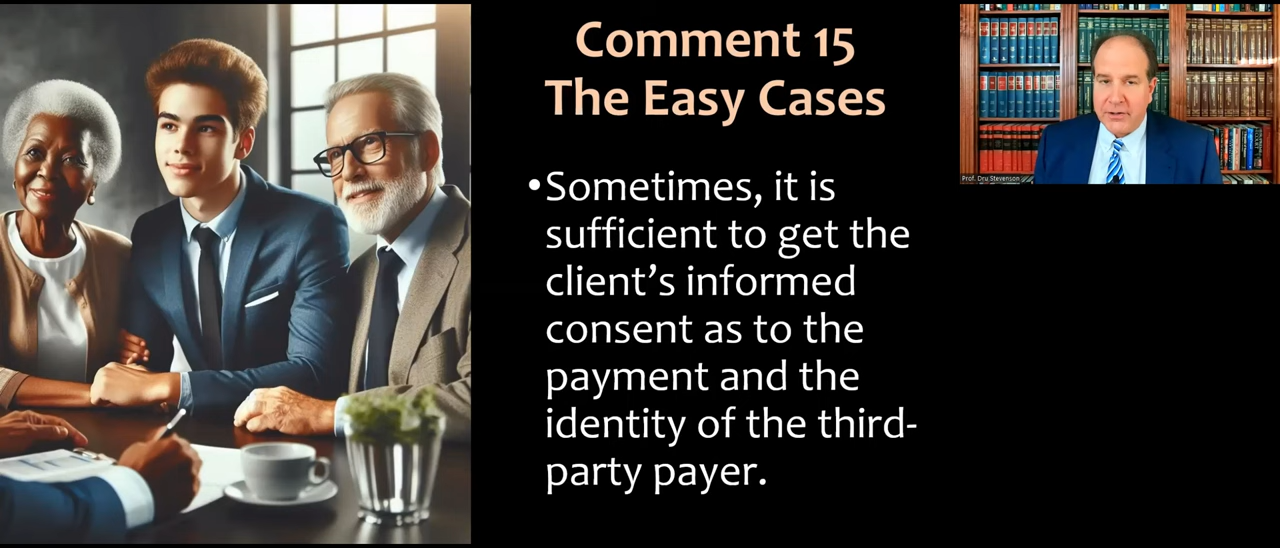 Comment 15
The Easy Cases
•Sometimes, it is
sufficient to get the
client’s informed
consent as to the
payment and the
identity of the third-
party payer.
Prof. Dru Stevenson